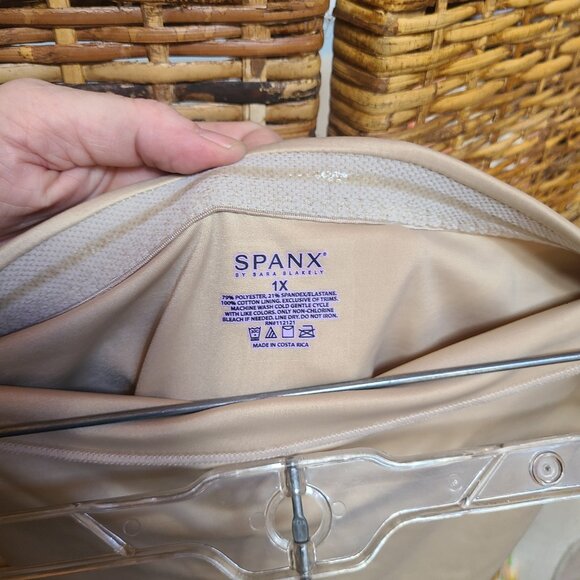 SPANX®
BY SARA BLAKELY
1X
79% POLYESTER, 21% SPANDEX/ELASTANE.
100% COTTON LINING. EXCLUSIVE OF TRIMS.
MACHINE WASH COLD GENTLE CYCLE
WITH LIKE COLORS. ONLY NON-CHLORINE
BLEACH IF NEEDED. LINE DRY. DO NOT IRON.
RN#112121
MADE IN COSTA RICA